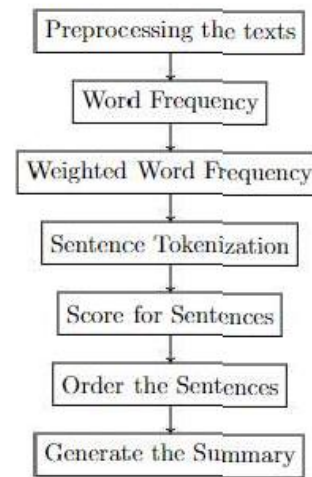 Preprocessing the texts
Word Frequency
Weighted Word Frequency
Sentence Tokenization
Score for Sentences
Order the Sentences
Generate the Summary